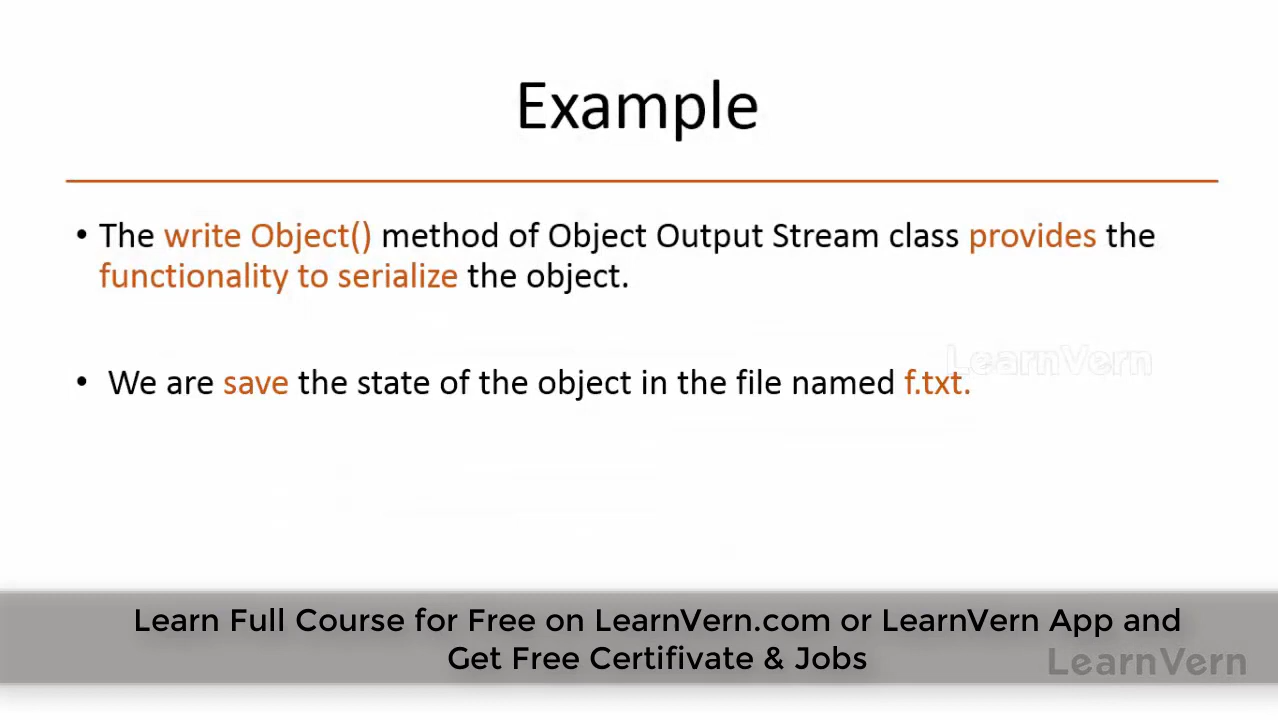 Example
• The write Object() method of Object Output Stream class provides the
functionality to serialize the object.
• We are save the state of the object in the file named f.txt.
LearnVern
Learn Full Course for Free on LearnVern.com or LearnVern App and
Get Free Certifivate & Jobs
LearnVern